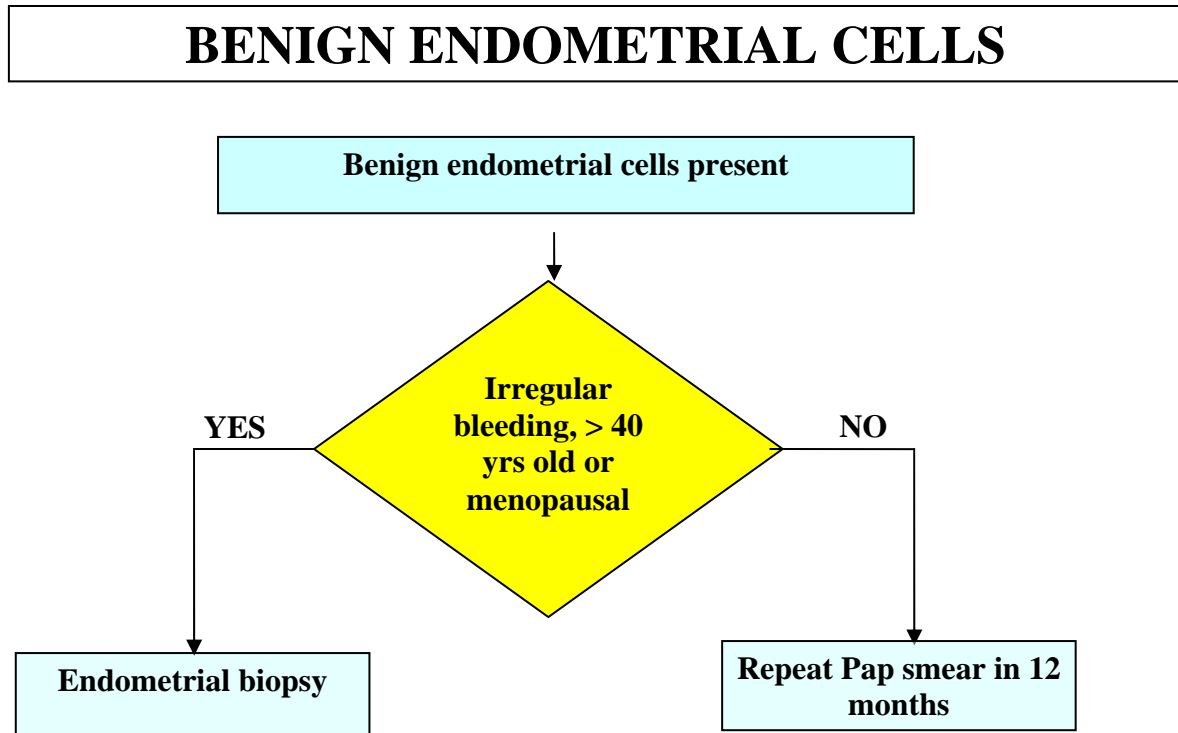 BENIGN ENDOMETRIAL CELLS
Benign endometrial cells present
Irregular
bleeding, > 40
yrs old or
menopausal
YES
NO
Endometrial biopsy
Repeat Pap smear in 12
months